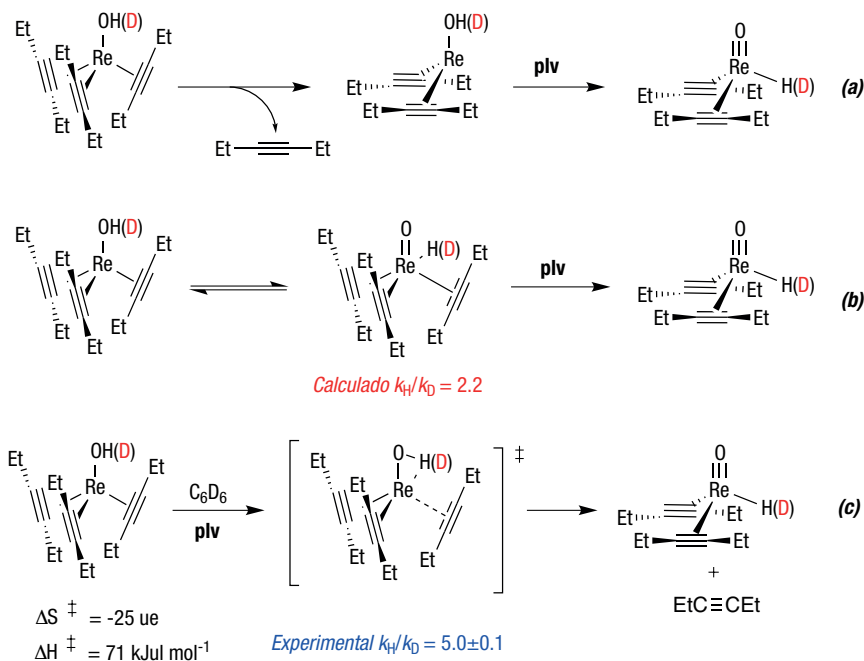 OH(D)
Et
Et
Re
Et
Et
Et
Et
Et
Et
OH(D)
Re
Et
Et
Et
Et
plv
O
Re
H(D)
Et
Et
Et
Et
(a)
OH(D)
Et
Et
Re
Et
Et
Et
Et
O
H(D)
Et
Et
Re
Et
Et
Et
Et
plv
O
Re
H(D)
Et
Et
Et
Et
(b)
Calculado kH/kD = 2.2
OH(D)
Et
Et
Re
Et
Et
Et
Et
C6D6
plv
O
H(D)
Et
Et
Re
Et
Et
Et
Et
‡
O
Re
H(D)
Et
Et
Et
Et
+
EtC≡CEt
(c)
ΔS ‡ = -25 ue
ΔH ‡ = 71 kJul mol-1
Experimental kH/kD = 5.0±0.1